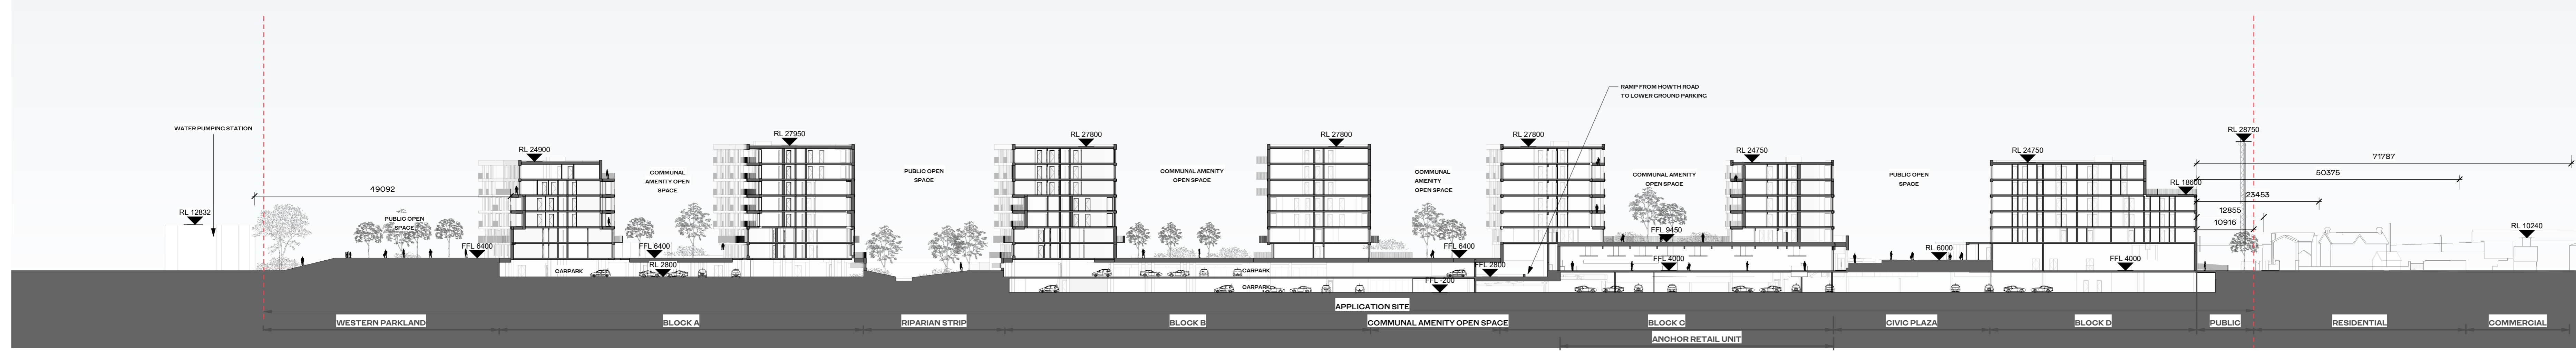 RAMP FROM HOWTH ROAD
TO LOWER GROUND PARKING
WATER PUMPING STATION
RL 12832
49092
PUBLIC OPEN
SPACE
FFL 6400
RL 24900
COMMUNAL
AMENITY OPEN
SPACE
FFL 6400
RL 2800
CARPARK
RL 27950
PUBLIC OPEN
SPACE
RL 27800
COMMUNAL AMENITY
OPEN SPACE
CARPARK
CARPARK
RL 27800
COMMUNAL
AMENITY
OPEN SPACE
FFL 6400
FFL 2800
FFL -200
RL 27800
COMMUNAL AMENITY
OPEN SPACE
FFL 9450
FFL 4000
RL 24750
PUBLIC OPEN
SPACE
RL 6000
RL 24750
FFL 4000
RL 18600
RL 28750
71787
50375
23453
12855
10916
RL 10240
APPLICATION SITE
WESTERN PARKLAND
BLOCK A
RIPARIAN STRIP
BLOCK B
COMMUNAL AMENITY OPEN SPACE
BLOCK C
CIVIC PLAZA
BLOCK D
PUBLIC
RESIDENTIAL
COMMERCIAL
ANCHOR RETAIL UNIT